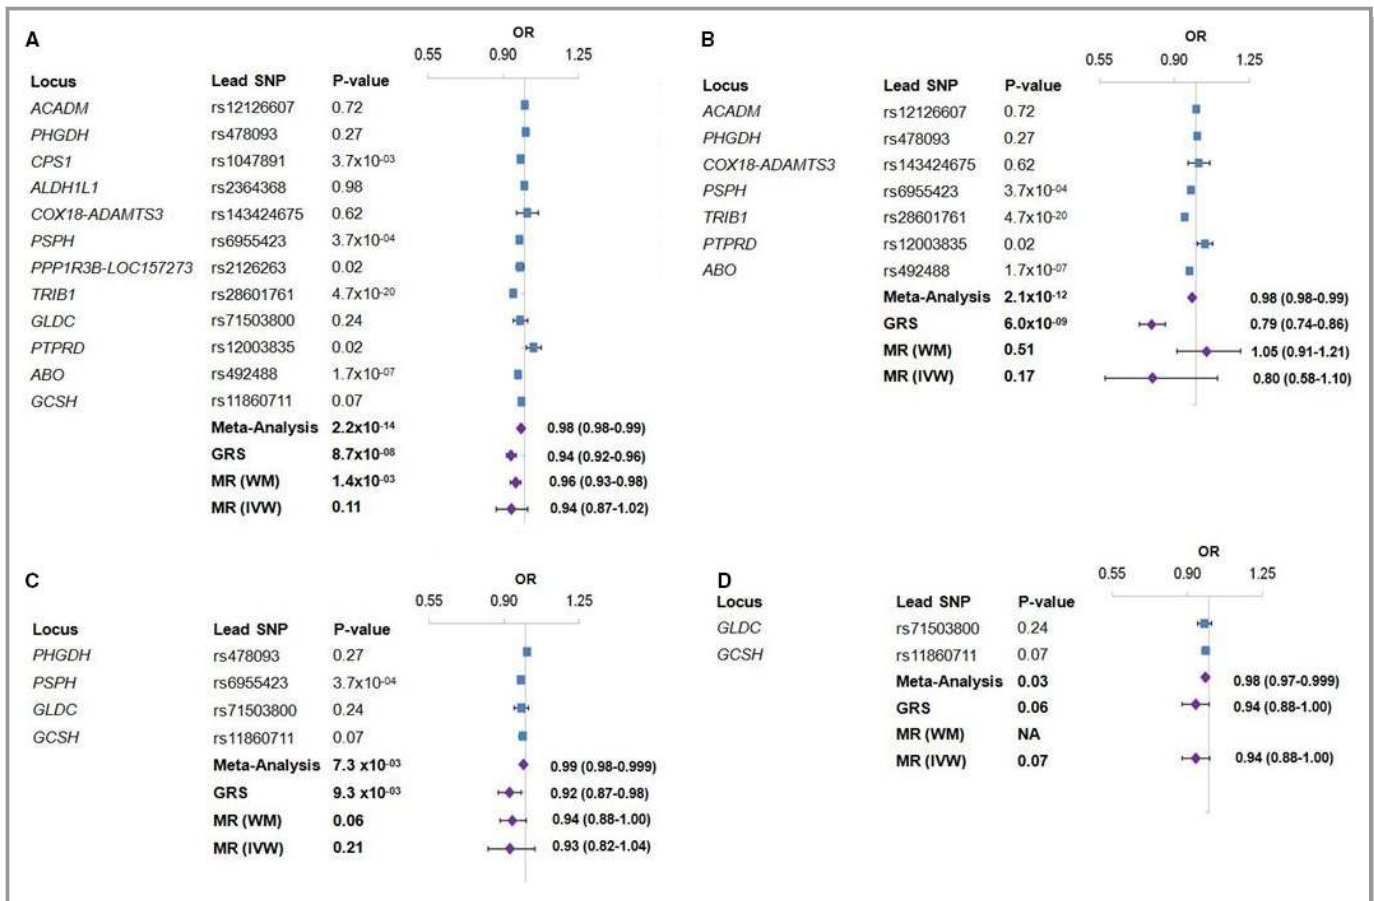 A
OR
0.55 0.90 1.25
Locus Lead SNP P-value
ACADM rs12126607 0.72
PHGDH rs478093 0.27
CPS1 rs1047891 3.7x10-03
ALDH1L1 rs2364368 0.98
COX18-ADAMTS3 rs143424675 0.62
PSPH rs6955423 3.7x10-04
PPP1R3B-LOC157273 rs2126263 0.02
TRIB1 rs28601761 4.7x10-20
GLDC rs71503800 0.24
PTPRD rs12003835 0.02
ABO rs492488 1.7x10-07
GCSH rs11860711 0.07
Meta-Analysis 2.2x10-14 0.98 (0.98-0.99)
GRS 8.7x10-08 0.94 (0.92-0.96)
MR (WM) 1.4x10-03 0.96 (0.93-0.98)
MR (IVW) 0.11 0.94 (0.87-1.02)
B
OR
0.55 0.90 1.25
Locus Lead SNP P-value
ACADM rs12126607 0.72
PHGDH rs478093 0.27
COX18-ADAMTS3 rs143424675 0.62
PSPH rs6955423 3.7x10-04
TRIB1 rs28601761 4.7x10-20
PTPRD rs12003835 0.02
ABO rs492488 1.7x10-07
Meta-Analysis 2.1x10-12 0.98 (0.98-0.99)
GRS 6.0x10-09 0.79 (0.74-0.86)
MR (WM) 0.51 1.05 (0.91-1.21)
MR (IVW) 0.17 0.80 (0.58-1.10)
C
OR
0.55 0.90 1.25
Locus Lead SNP P-value
PHGDH rs478093 0.27
PSPH rs6955423 3.7x10-04
GLDC rs71503800 0.24
GCSH rs11860711 0.07
Meta-Analysis 7.3 x10-03 0.99 (0.98-0.999)
GRS 9.3 x10-03 0.92 (0.87-0.98)
MR (WM) 0.06 0.94 (0.88-1.00)
MR (IVW) 0.21 0.93 (0.82-1.04)
D
OR
0.55 0.90 1.25
Locus Lead SNP P-value
GLDC rs71503800 0.24
GCSH rs11860711 0.07
Meta-Analysis 0.03 0.98 (0.97-0.999)
GRS 0.06 0.94 (0.88-1.00)
MR (WM) NA
MR (IVW) 0.07 0.94 (0.88-1.00)